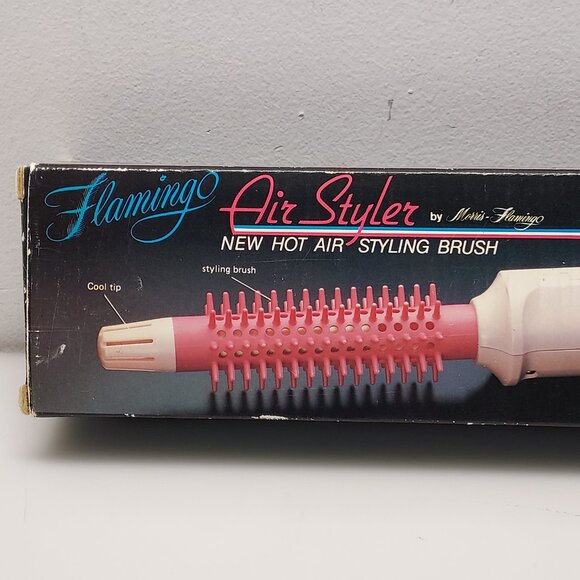 Flamingo Air Styler by Morris-Flamingo
NEW HOT AIR STYLING BRUSH
styling brush
Cool tip